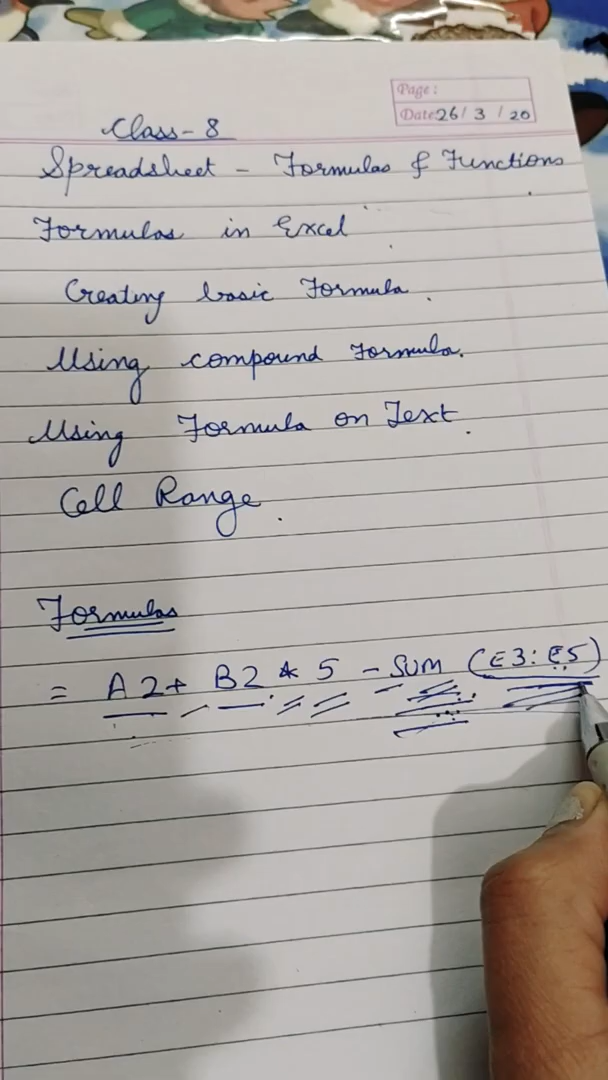 Page:
Date: 26/3/20
Class-8
Spreadsheet - Formulas & Functions
Formulas in Excel
Creating basic Formula.
Using compound Formula.
Using Formula on Text.
Cell Range.
Formulas
= A2 + B2 * 5 - SUM (E3:E5)